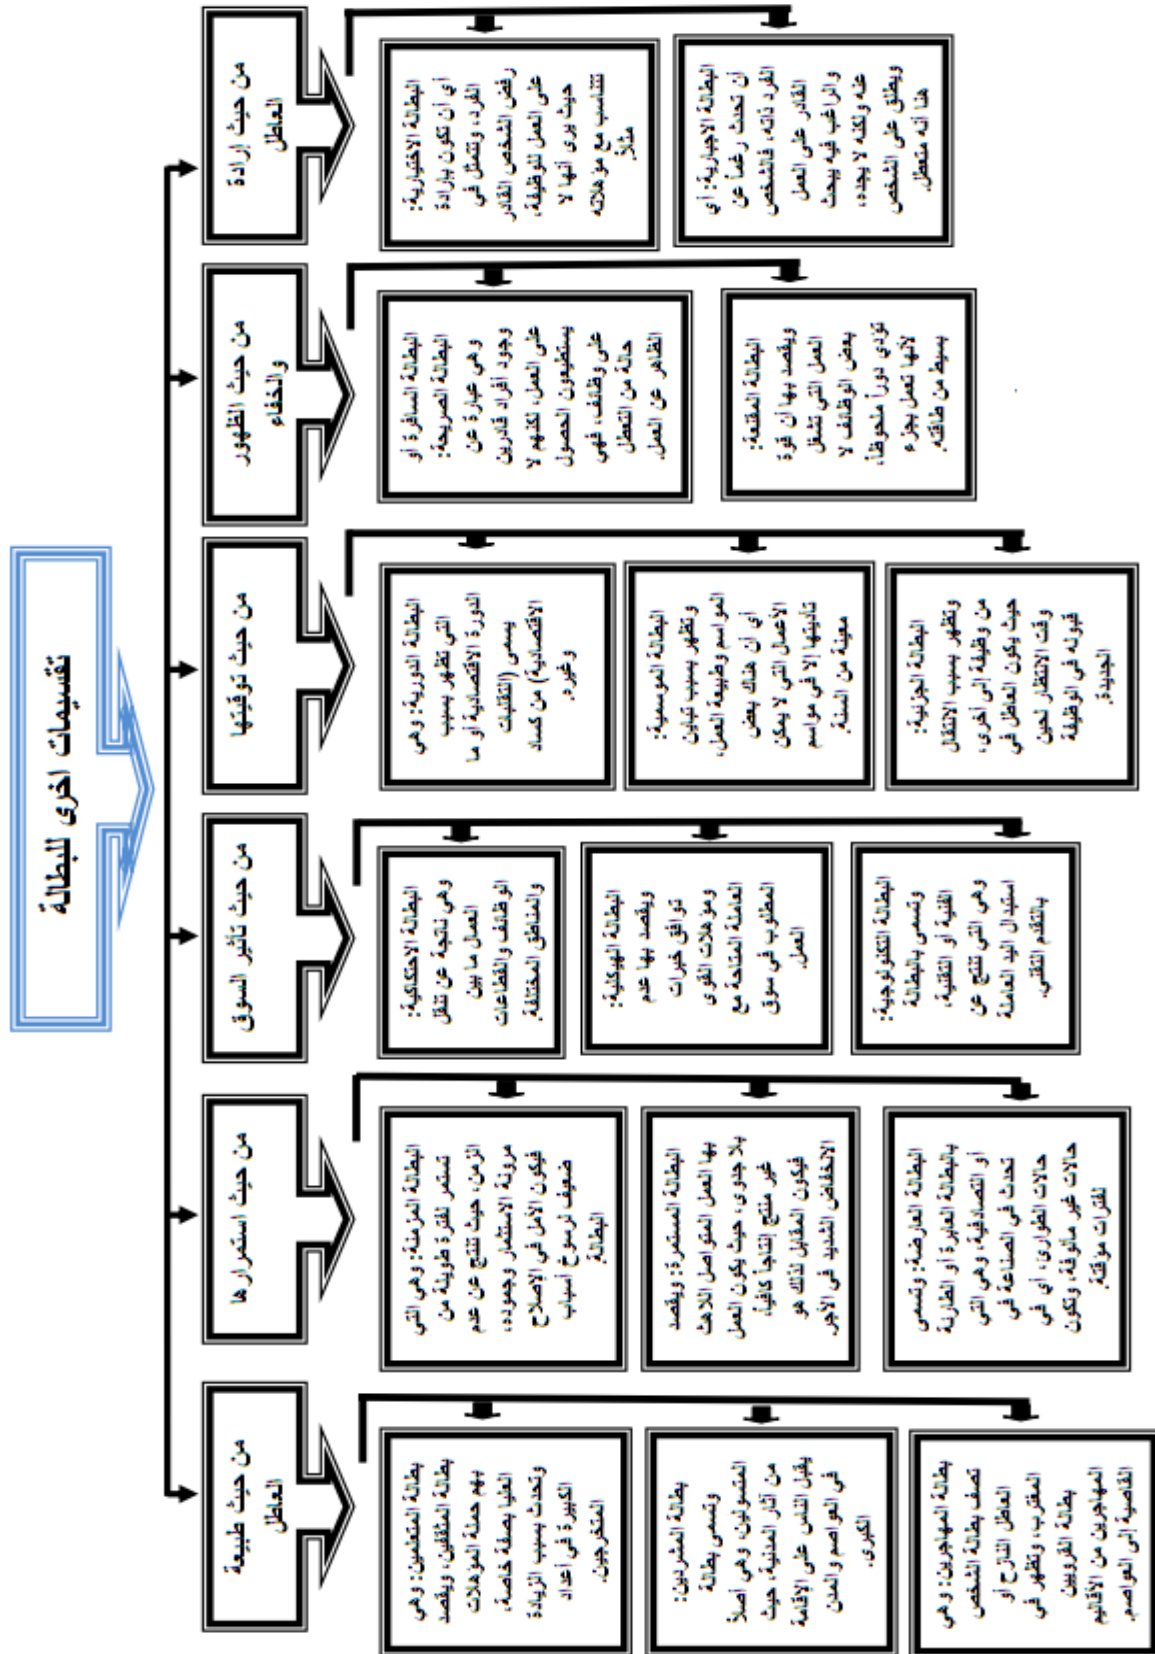 تقسيمات اخرى للبطالة
من حيث إرادة
العاطل
البطالة الاختيارية:
أي أن تكون بإرادة
الفرد، وتتمثل في
رفض الشخص القادر
على العمل للوظيفة،
حيث يرى أنها لا
تتناسب مع مؤهلاته
مثلاً.
البطالة الاجبارية: أي
أن تحدث رغماً عن
الفرد ذاته، فالشخص
القادر على العمل
والراغب فيه يبحث
عنه ولكنه لا يجده،
ويطلق على الشخص
هنا أنه متعطل.
من حيث الظهور
والخفاء
البطالة السافرة أو
البطالة الصريحة:
وهي عبارة عن
وجود أفراد قادرين
على العمل، لكنهم لا
يستطيعون الحصول
على وظائف، فهي
حالة من التعطل
الظاهر عن العمل.
البطالة المقنعة:
ويقصد بها أن قوة
العمل التي تشغل
بعض الوظائف لا
تؤدي دوراً ملحوظاً،
لأنها تعمل بجزء
بسيط من طاقته.
من حيث توقيتها
البطالة الدورية: وهي
التي تظهر بسبب
الدورة الاقتصادية أو ما
يسمى (التقلبات
الاقتصادية) من كساد
وغيره.
البطالة الموسمية:
وتظهر بسبب تباين
المواسم وطبيعة العمل،
أي أن هناك بعض
الأعمال التي لا يمكن
تأديتها إلا في مواسم
معينة من السنة.
البطالة الجزئية:
وتظهر بسبب الانتقال
من وظيفة إلى أخرى،
حيث يكون العاطل في
وقت الانتظار لحين
قبوله في الوظيفة
الجديدة.
من حيث تأثير السوق
البطالة الاحتكاكية:
وهي ناتجة عن تنقل
العمال ما بين
الوظائف والقطاعات
والمناطق المختلفة.
البطالة الهيكلية:
ويقصد بها عدم
توافق خبرات
ومؤهلات القوى
العاملة المتاحة مع
المطلوب في سوق
العمل.
البطالة التكنولوجية:
وتسمى بالبطالة
الفنية أو التقنية،
وهي التي تنتج عن
استبدال اليد العاملة
بالتقدم التقني.
من حيث استمرارها
البطالة المزمنة: وهي التي
تستمر لفترة طويلة من
الزمن، حيث تنتج عن عدم
مرونة الاستثمار وجموده،
فيكون الأمل في الإصلاح
ضعيف لرسوخ أسباب
البطالة.
البطالة المستمرة: ويقصد
بها العمل المتواصل اللاهث
بلا جدوى، حيث يكون العمل
غير منتج إنتاجاً كافياً،
فيكون المقابل لذلك هو
الانخفاض الشديد في الأجر.
البطالة العارضة: وتسمى
بالبطالة العابرة أو الطارئة
أو التصادفية، وهي التي
تحدث في الصناعة في
حالات الطوارئ، أي في
حالات غير مألوفة، وتكون
لفترات مؤقتة.
من حيث طبيعة
العاطل
بطالة المتعلمين: وهي
بطالة المثقفين، ويقصد
بهم حملة المؤهلات
العليا بصفة خاصة،
وتحدث بسبب الزيادة
الكبيرة في أعداد
المتخرجين.
بطالة المشردين:
وتسمى بطالة
المتسولين، وهي أصلاً
من آثار المدنية، حيث
يقبل الناس على الإقامة
في العواصم والمدن
الكبرى.
بطالة المهاجرين: وهي
تصف بطالة الشخص
العاطل النازح أو
المغترب، وتظهر في
بطالة القرويين
المهاجرين من الأقاليم
القاصية إلى العواصم.